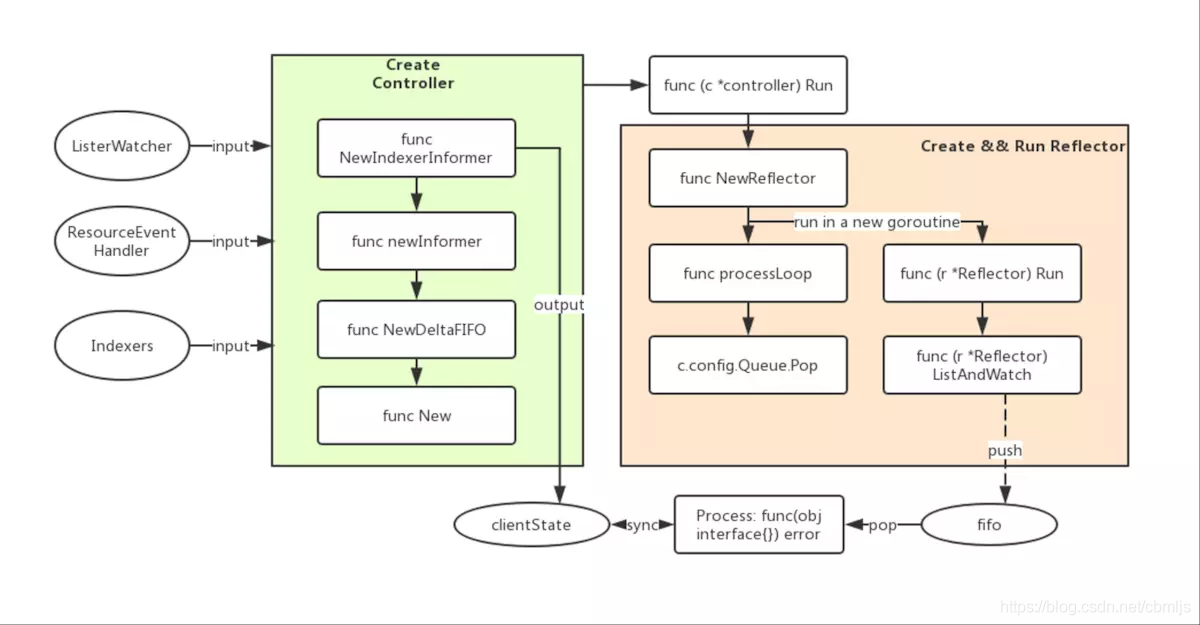 Create
Controller
func (c *controller) Run
ListerWatcher
input
func
NewIndexerInformer
Create && Run Reflector
func NewReflector
ResourceEvent
Handler
input
func newInformer
run in a new goroutine
func processLoop
func (r *Reflector) Run
output
Indexers
input
func NewDeltaFIFO
c.config.Queue.Pop
func (r *Reflector)
ListAndWatch
func New
push
clientState
sync
Process: func(obj
interface{}) error
pop
fifo
https://blog.csdn.net/cbmljs